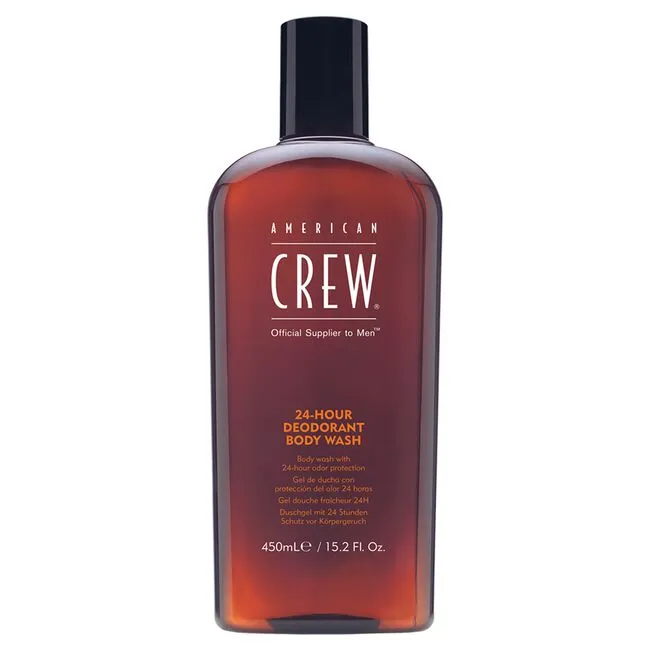 AMERICAN
CREW®
Official Supplier to Men™
24-HOUR
DEODORANT
BODY WASH
Body wash with
24-hour odor protection
Gel de ducha con
protección del olor 24 horas
Gel douche fraîcheur 24H
Duschgel mit 24 Stunden
Schutz vor Körpergeruch
450mL℮ / 15.2 Fl. Oz.